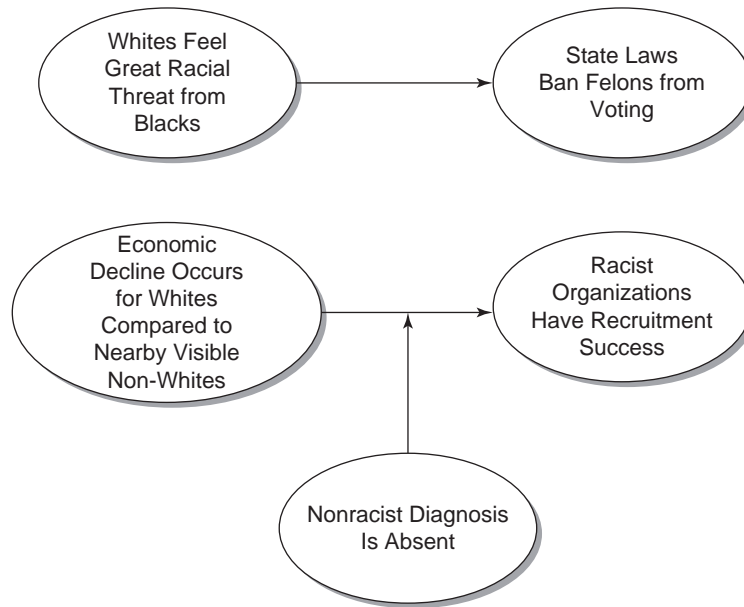 Whites Feel
Great Racial
Threat from
Blacks
State Laws
Ban Felons from
Voting
Economic
Decline Occurs
for Whites
Compared to
Nearby Visible
Non-Whites
Racist
Organizations
Have Recruitment
Success
Nonracist Diagnosis
Is Absent